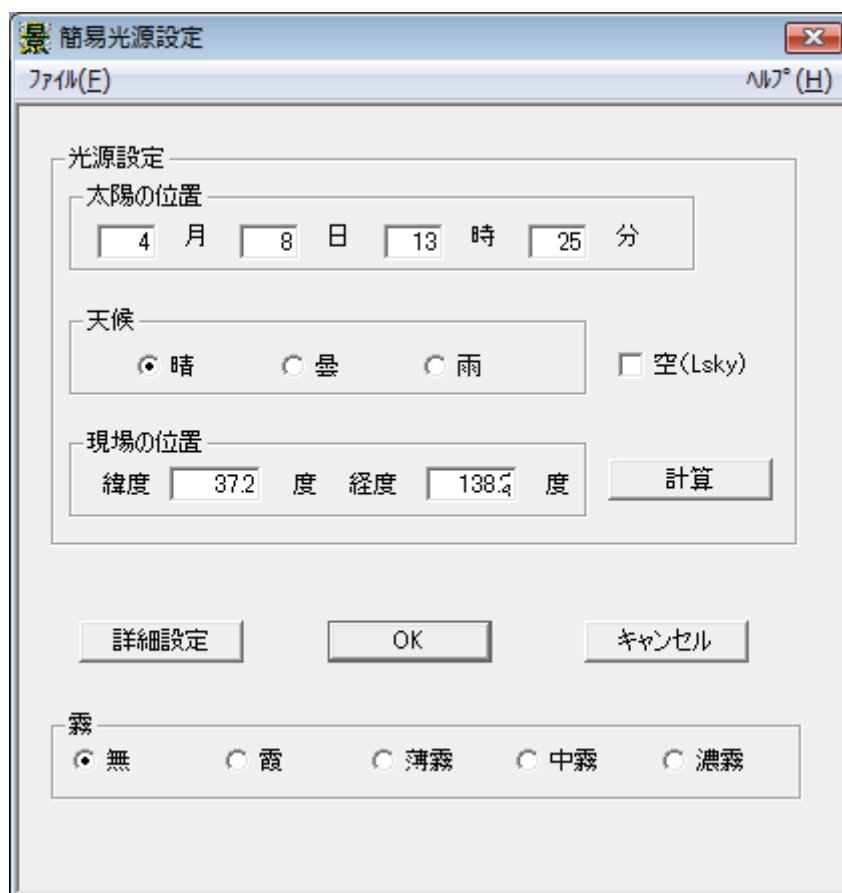 景 簡易光源設定
ファイル(F) ヘルプ(H)
光源設定
太陽の位置
4 月 8 日 13 時 25 分
天候
晴 曇 雨 空(Lsky)
現場の位置
緯度 37.2 度 経度 度 計算
詳細設定 OK キャンセル
霧
無 霞 薄霧 中霧 濃霧